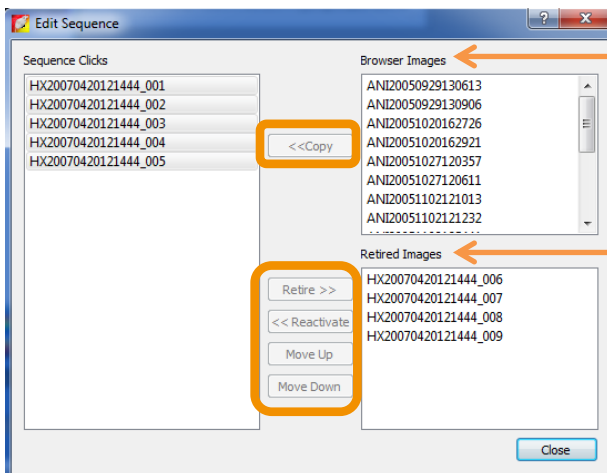 Edit Sequence
Sequence Clicks
HX20070420121444_001
HX20070420121444_002
HX20070420121444_003
HX20070420121444_004
HX20070420121444_005
<<Copy
Retire >>
<< Reactivate
Move Up
Move Down
Browser Images
ANI20050929130613
ANI20050929130906
ANI20051020162726
ANI20051020162921
ANI20051027120357
ANI20051027120611
ANI20051102121013
ANI20051102121232
Retired Images
HX20070420121444_006
HX20070420121444_007
HX20070420121444_008
HX20070420121444_009
Close